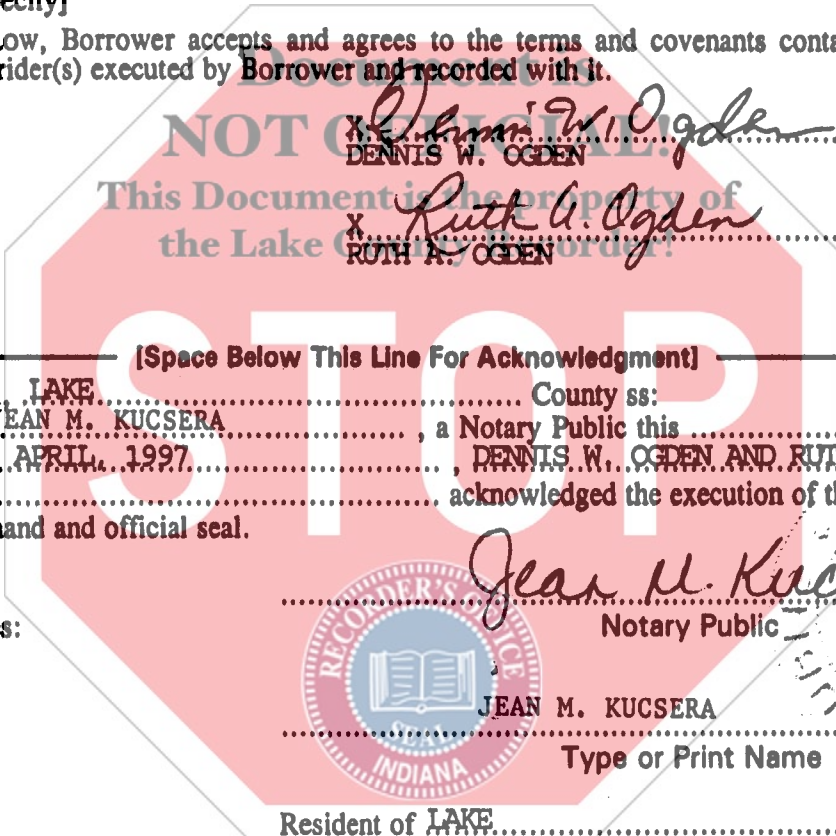 ecify]
ow, Borrower accepts and agrees to the terms and covenants conta
rider(s) executed by Borrower and recorded with it.
Document is
NOT OFFICIAL!
This Document is the property of
the Lake County Recorder!
X Dennis W. Ogden
DENNIS W. OGDEN
X Ruth A. Ogden
RUTH A. OGDEN
STOP
[Space Below This Line For Acknowledgment]
LAKE County ss:
JEAN M. KUCSERA , a Notary Public this
APRIL, 1997 , DENNIS W. OGDEN AND RUT
acknowledged the execution of th
hand and official seal.
Jean M. Kuc
s:
Notary Public
RECORDER'S OFFICE
SEAL
INDIANA
JEAN M. KUCSERA
Type or Print Name
Resident of LAKE